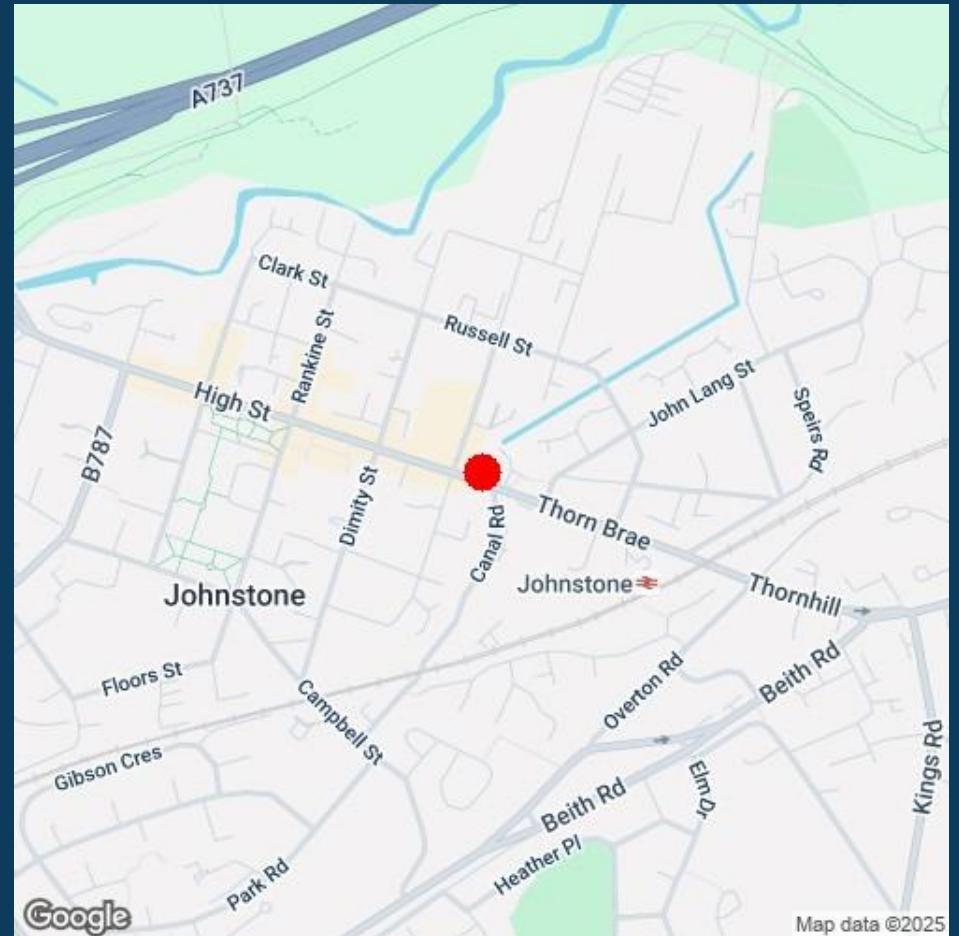 A737
Clark St
Rankine St
Russell St
High St
John Lang St
Speirs Rd
B787
Dimity St
Canal Rd
Thorn Brae
Johnstone
Johnstone
Thornhill
Floors St
Campbell St
Overton Rd
Beith Rd
Gibson Cres
Kings Rd
Elm Dr
Beith Rd
Heather Pl
Park Rd
Google
Map data ©2025